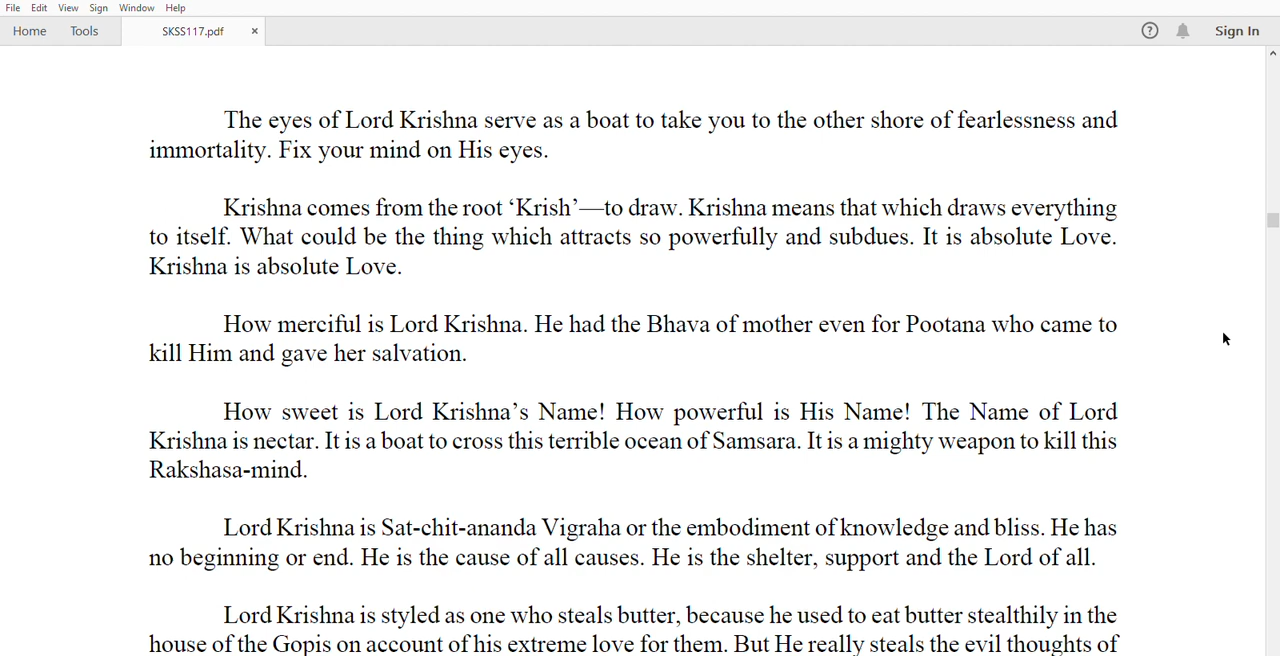 File Edit View Sign Window Help
Home Tools SKSS117.pdf × ? Sign In
The eyes of Lord Krishna serve as a boat to take you to the other shore of fearlessness and
immortality. Fix your mind on His eyes.
Krishna comes from the root ‘Krish’—to draw. Krishna means that which draws everything
to itself. What could be the thing which attracts so powerfully and subdues. It is absolute Love.
Krishna is absolute Love.
How merciful is Lord Krishna. He had the Bhava of mother even for Pootana who came to
kill Him and gave her salvation.
How sweet is Lord Krishna’s Name! How powerful is His Name! The Name of Lord
Krishna is nectar. It is a boat to cross this terrible ocean of Samsara. It is a mighty weapon to kill this
Rakshasa-mind.
Lord Krishna is Sat-chit-ananda Vigraha or the embodiment of knowledge and bliss. He has
no beginning or end. He is the cause of all causes. He is the shelter, support and the Lord of all.
Lord Krishna is styled as one who steals butter, because he used to eat butter stealthily in the
house of the Gopis on account of his extreme love for them. But He really steals the evil thoughts of